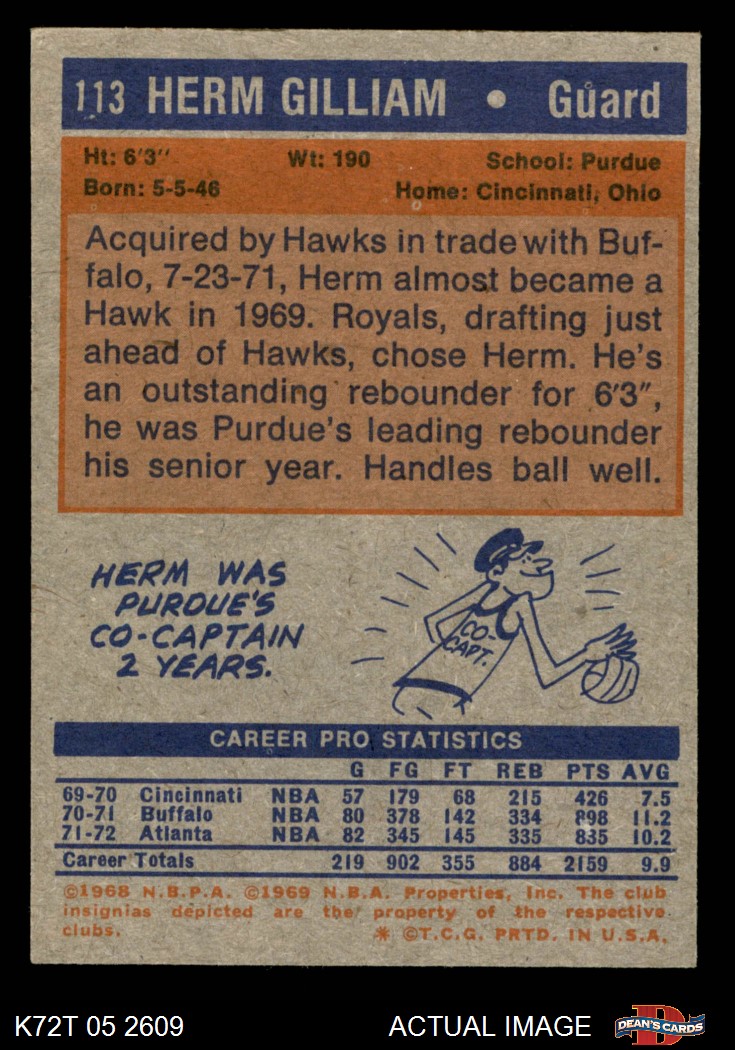 113 HERM GILLIAM • Guard
Ht: 6'3" Wt: 190 School: Purdue
Born: 5-5-46 Home: Cincinnati, Ohio
Acquired by Hawks in trade with Buf-
falo, 7-23-71, Herm almost became a
Hawk in 1969. Royals, drafting just
ahead of Hawks, chose Herm. He's
an outstanding rebounder for 6'3",
he was Purdue's leading rebounder
his senior year. Handles ball well.
HERM WAS
PURDUE'S
CO-CAPTAIN
2 YEARS.
CO-
CAPT.
CAREER PRO STATISTICS
G FG FT REB PTS AVG
69-70 Cincinnati NBA 57 179 68 215 426 7.5
70-71 Buffalo NBA 80 378 142 334 898 11.2
71-72 Atlanta NBA 82 345 145 335 835 10.2
Career Totals 219 902 355 884 2159 9.9
©1968 N.B.P.A. ©1969 N.B.A. Properties, Inc. The club
insignias depicted are the property of the respective
clubs. * ©T.C.G. PRTD. IN U.S.A.
K72T 05 2609 ACTUAL IMAGE D DEAN'S CARDS